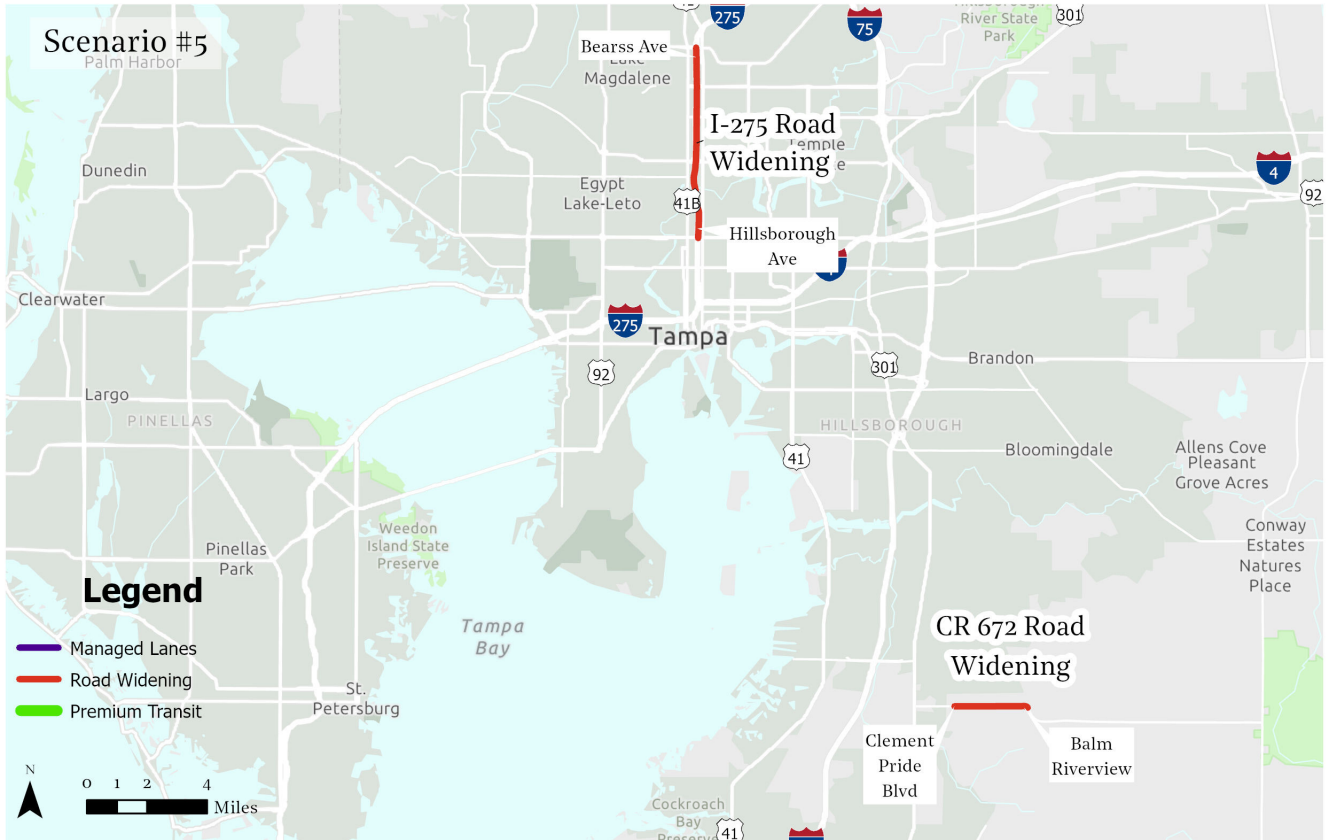 Scenario #5
Palm Harbor
Bearss Ave
Lake
Magdalene
275
75
River State
Park
301
I-275 Road
Widening
Temple
Dunedin
Egypt
Lake-Leto
41B
4
92
Hillsborough
Ave
Clearwater
275
Tampa
92
301
Brandon
Largo
PINELLAS
HILLSBOROUGH
41
Bloomingdale
Allens Cove
Pleasant
Grove Acres
Weedon
Island State
Preserve
Pinellas
Park
Conway
Estates
Natures
Place
Legend
Managed Lanes
Road Widening
Premium Transit
Tampa
Bay
CR 672 Road
Widening
St.
Petersburg
Clement
Pride
Blvd
Balm
Riverview
N
0 1 2 4
Miles
Cockroach
Bay
41